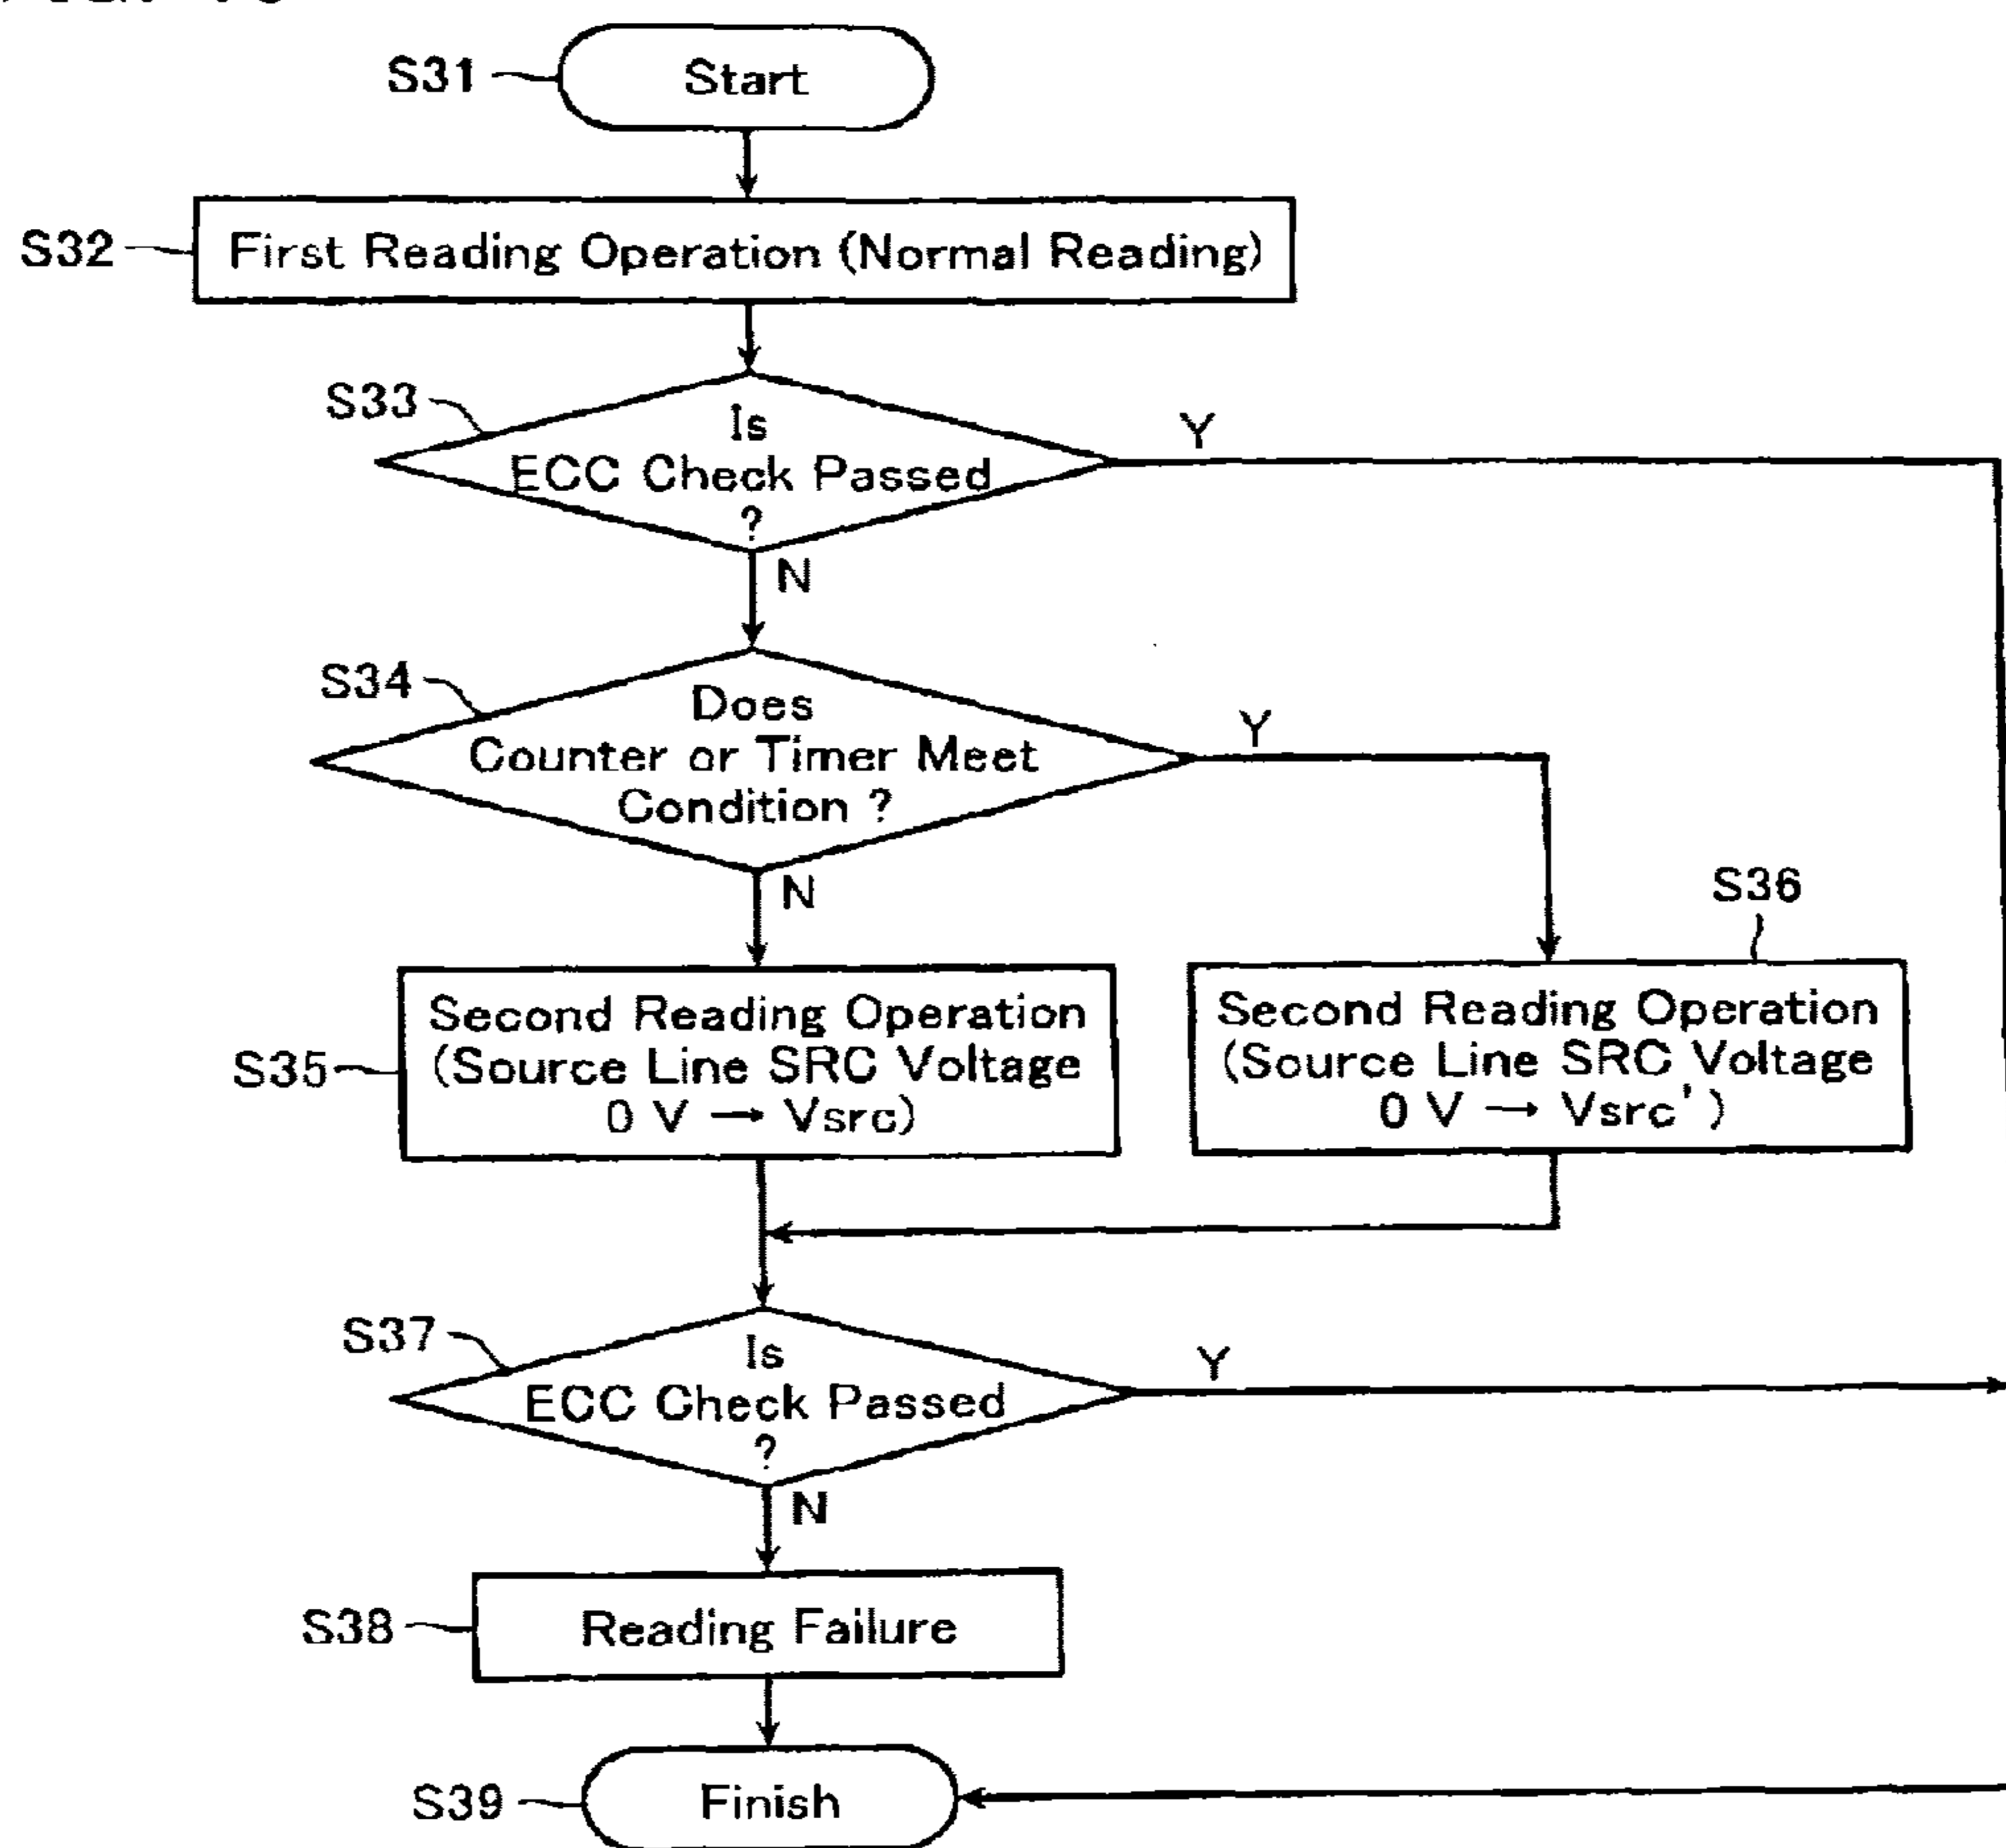 S31
Start
S32
First Reading Operation (Normal Reading)
S33
Is
ECC Check Passed
?
Y
N
S34
Does
Counter or Timer Meet
Condition ?
Y
N
S36
S35
Second Reading Operation
(Source Line SRC Voltage
0 V → Vsrc)
Second Reading Operation
(Source Line SRC Voltage
0 V → Vsrc')
S37
Is
ECC Check Passed
?
Y
N
S38
Reading Failure
S39
Finish